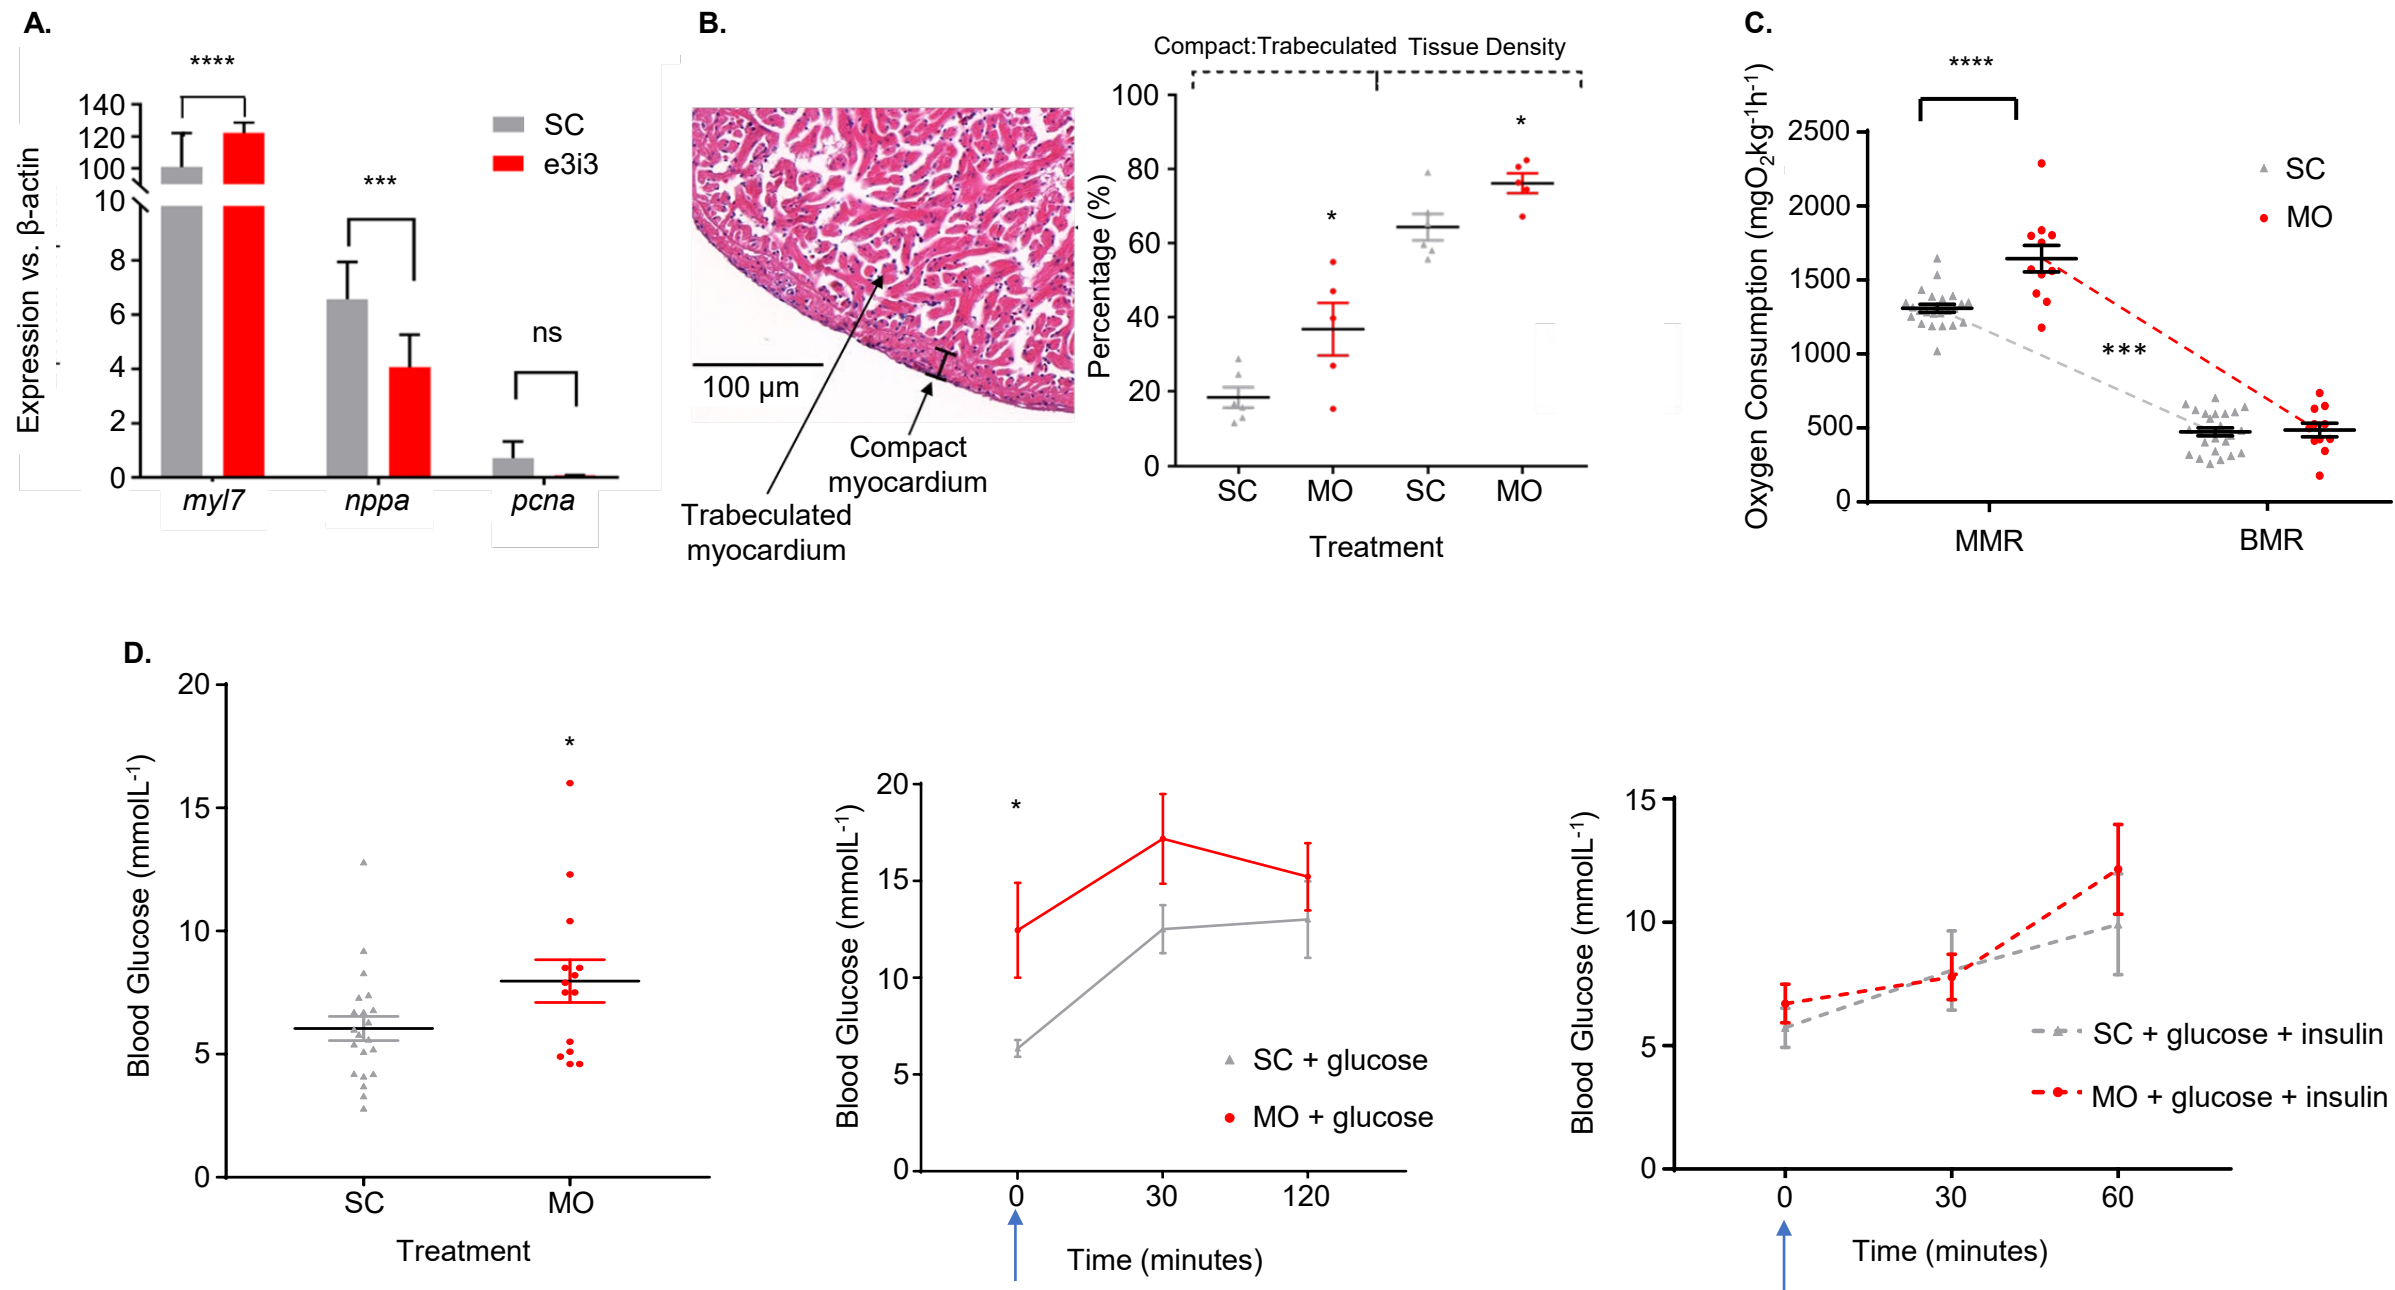 A.
****
140
120
100
10
8
6
4
2
0
Expression vs. β-actin
***
ns
SC
e3i3
myl7
nppa
pcna
B.
100 µm
Compact
myocardium
Trabeculated
myocardium
Compact:Trabeculated Tissue Density
100
80
60
40
20
0
Percentage (%)
*
*
SC MO SC MO
Treatment
C.
****
2500
2000
1500
1000
500
0
Oxygen Consumption (mgO2kg-1h-1)
SC
MO
***
MMR
BMR
D.
20
15
10
5
0
Blood Glucose (mmolL-1)
*
SC
MO
Treatment
20
15
10
5
0
Blood Glucose (mmolL-1)
*
SC + glucose
MO + glucose
0 30 120
Time (minutes)
15
10
5
0
Blood Glucose (mmolL-1)
SC + glucose + insulin
MO + glucose + insulin
0 30 60
Time (minutes)